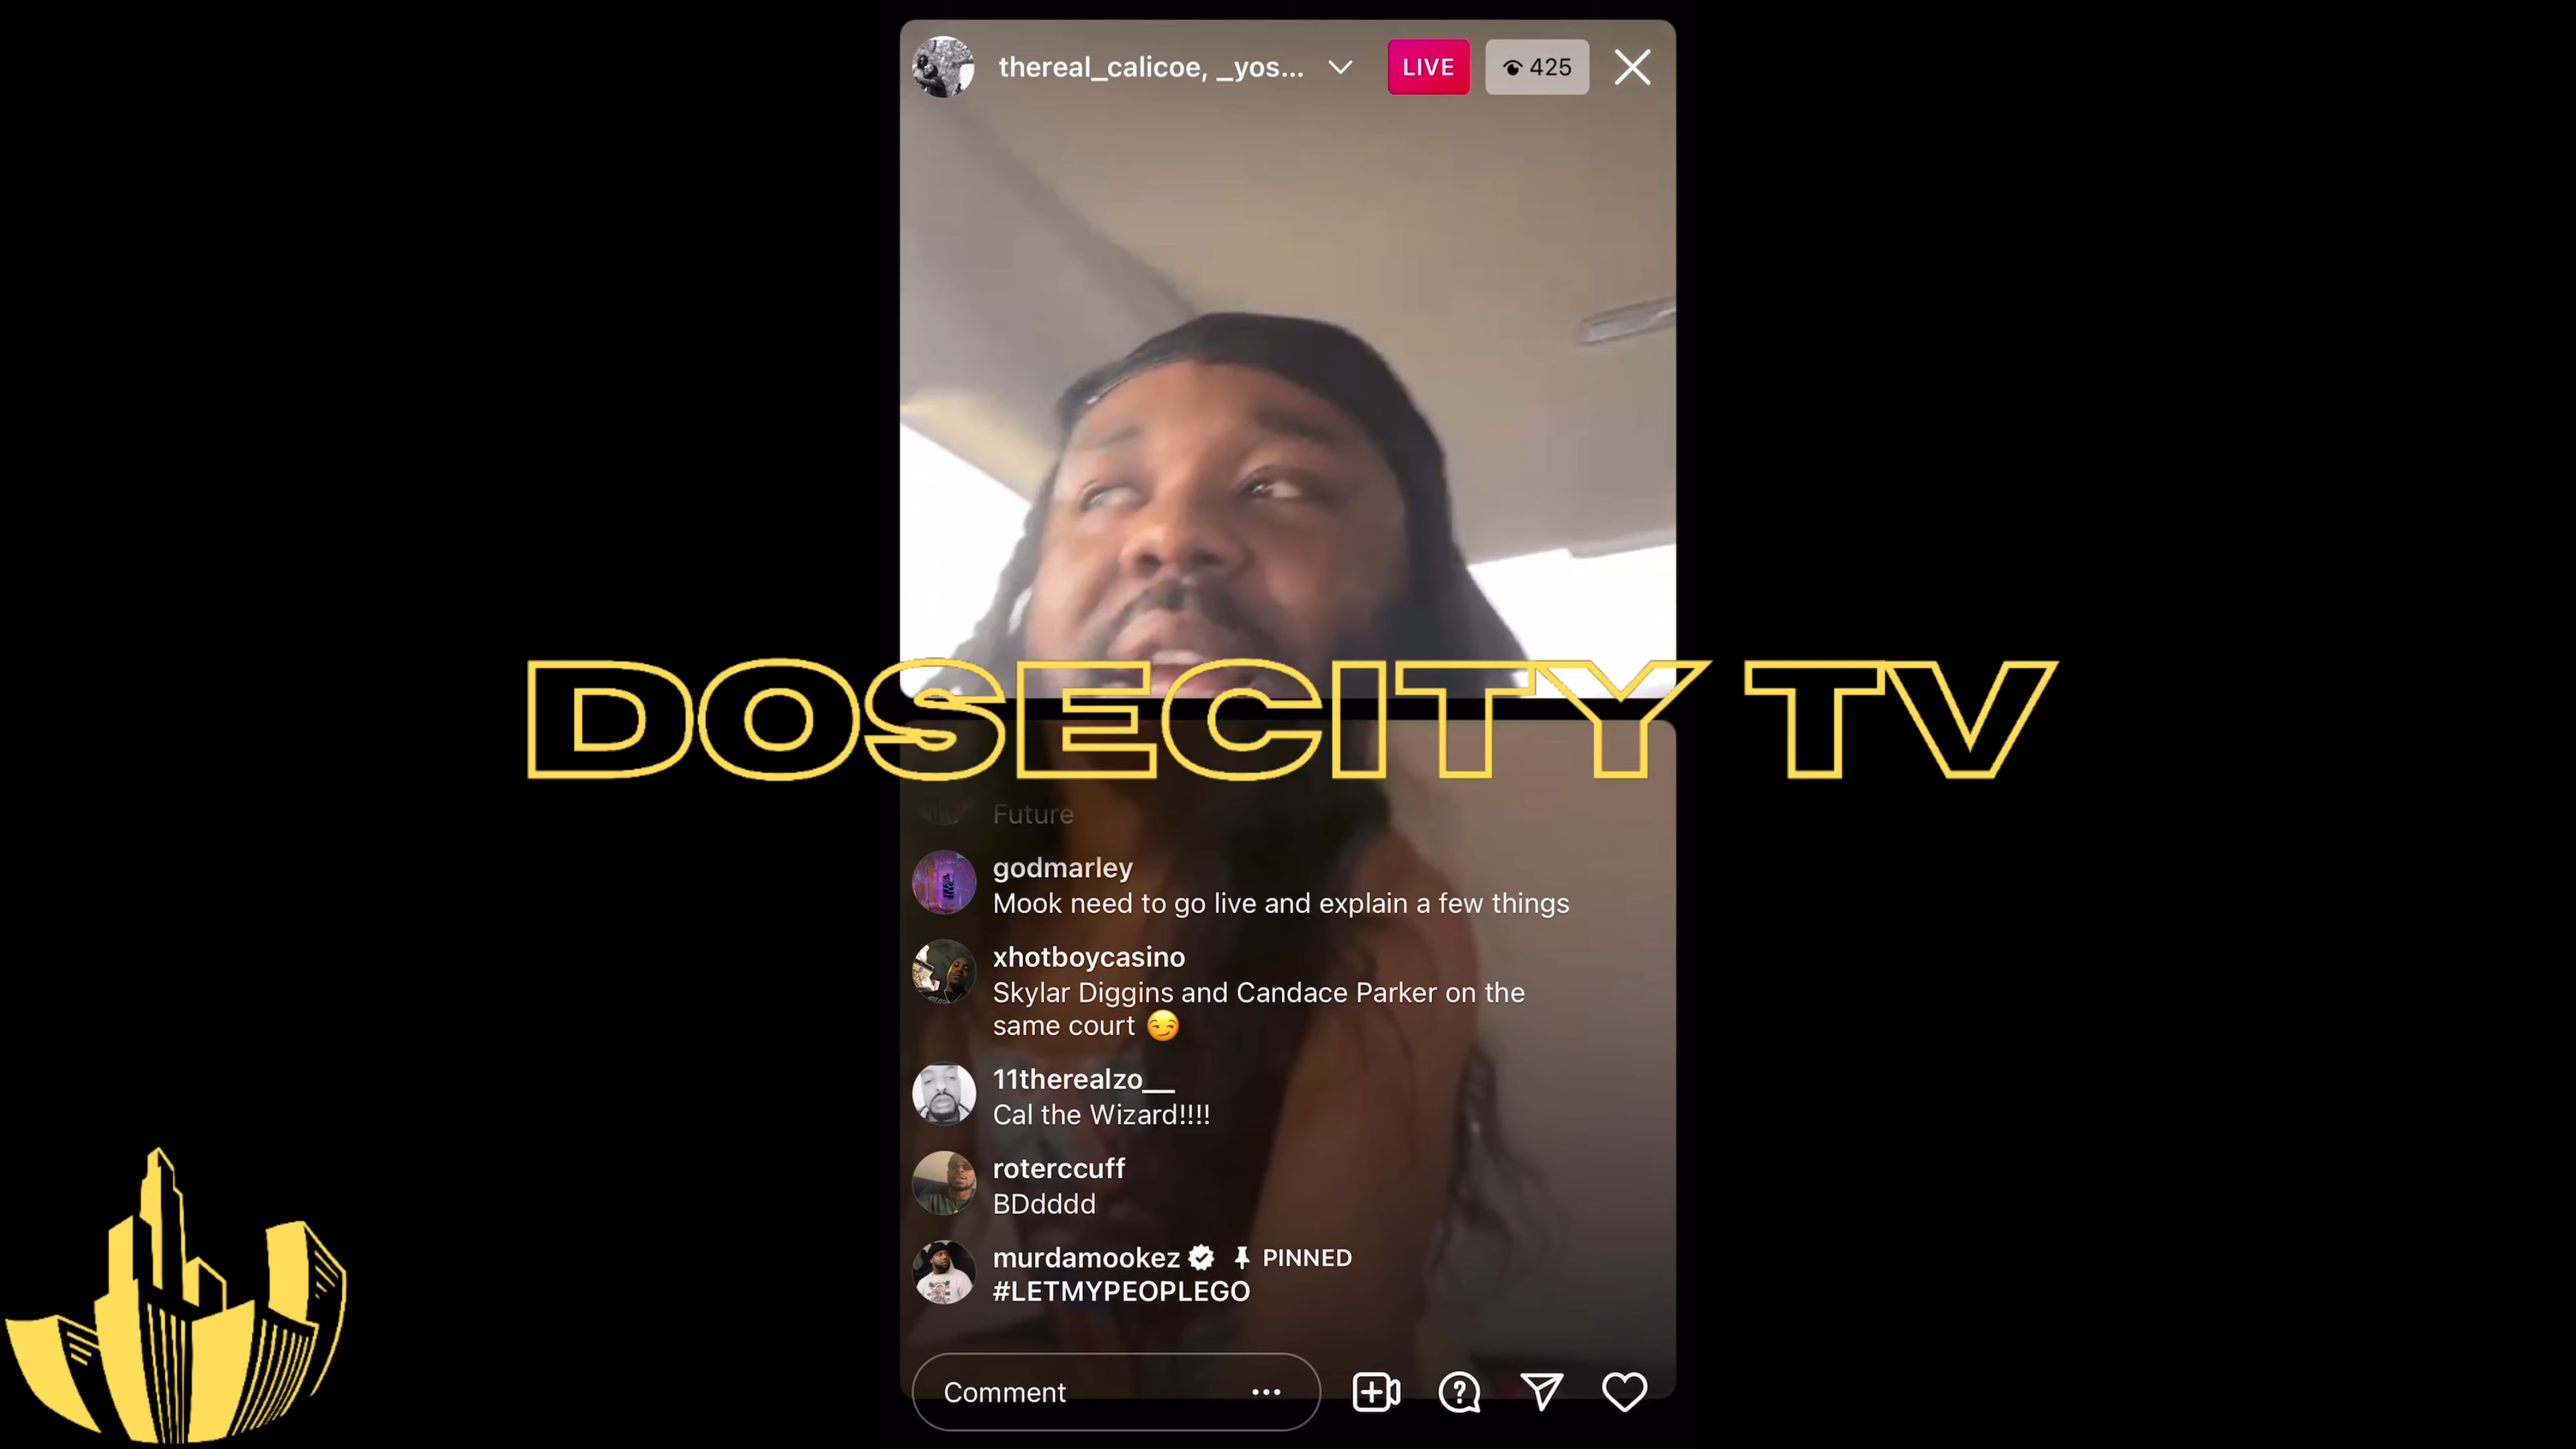 thereal_calicoe, _yos...
LIVE
425
DOSECITY TV
Future
godmarley
Mook need to go live and explain a few things
xhotboycasino
Skylar Diggins and Candace Parker on the
same court 😏
11therealzo__
Cal the Wizard!!!!
roterccuff
BDdddd
murdamookez PINNED
#LETMYPEOPLEGO
Comment